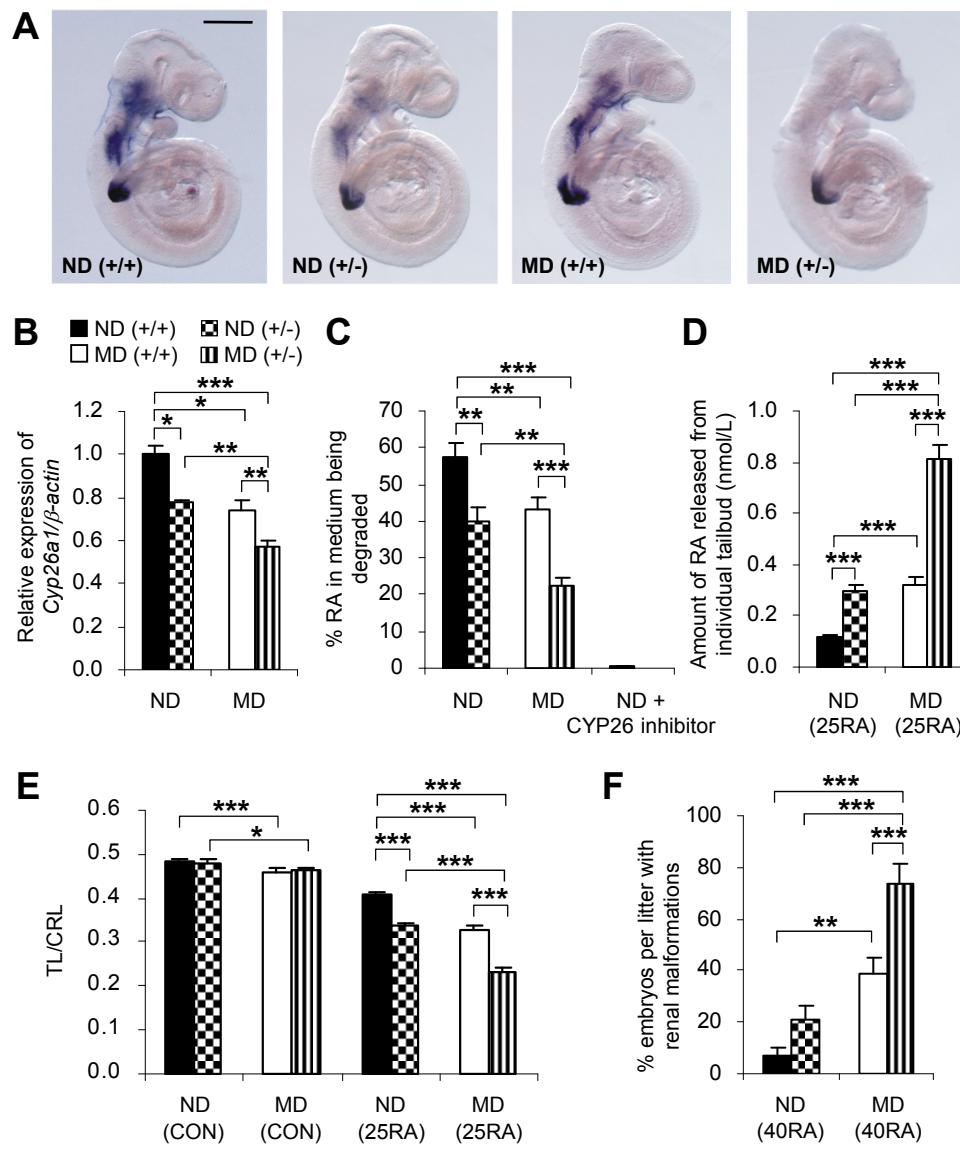 A
ND (+/+)
ND (+/-)
MD (+/+)
MD (+/-)
B
ND (+/+)
ND (+/-)
MD (+/+)
MD (+/-)
Relative expression of
Cyp26a1/β-actin
1.2
1.0
0.8
0.6
0.4
0.2
0.0
***
*
*
**
**
ND
MD
C
% RA in medium being
degraded
70
60
50
40
30
20
10
0
***
**
**
**
***
ND
MD
ND +
CYP26 inhibitor
D
Amount of RA released from
individual tailbud (nmol/L)
1.0
0.8
0.6
0.4
0.2
0.0
***
***
***
***
***
ND
(25RA)
MD
(25RA)
E
TL/CRL
0.6
0.5
0.4
0.3
0.2
0.1
0.0
***
*
***
***
***
***
***
ND
(CON)
MD
(CON)
ND
(25RA)
MD
(25RA)
F
% embryos per litter with
renal malformations
100
80
60
40
20
0
***
***
***
**
ND
(40RA)
MD
(40RA)